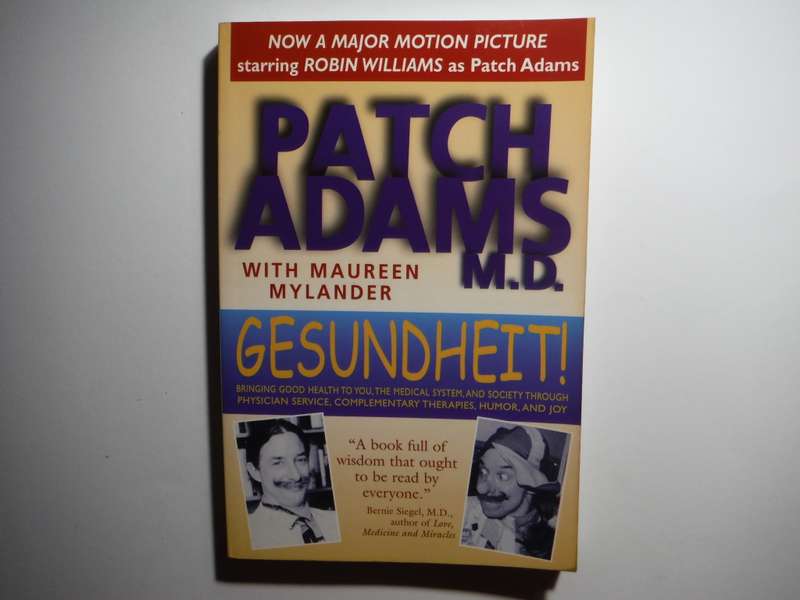 NOW A MAJOR MOTION PICTURE
starring ROBIN WILLIAMS as Patch Adams
PATCH
ADAMS
M.D.
WITH MAUREEN
MYLANDER
GESUNDHEIT!
BRINGING GOOD HEALTH TO YOU, THE MEDICAL SYSTEM, AND SOCIETY THROUGH
PHYSICIAN SERVICE, COMPLEMENTARY THERAPIES, HUMOR, AND JOY
“A book full of
wisdom that ought
to be read by
everyone.”
Bernie Siegel, M.D.,
author of Love,
Medicine and Miracles